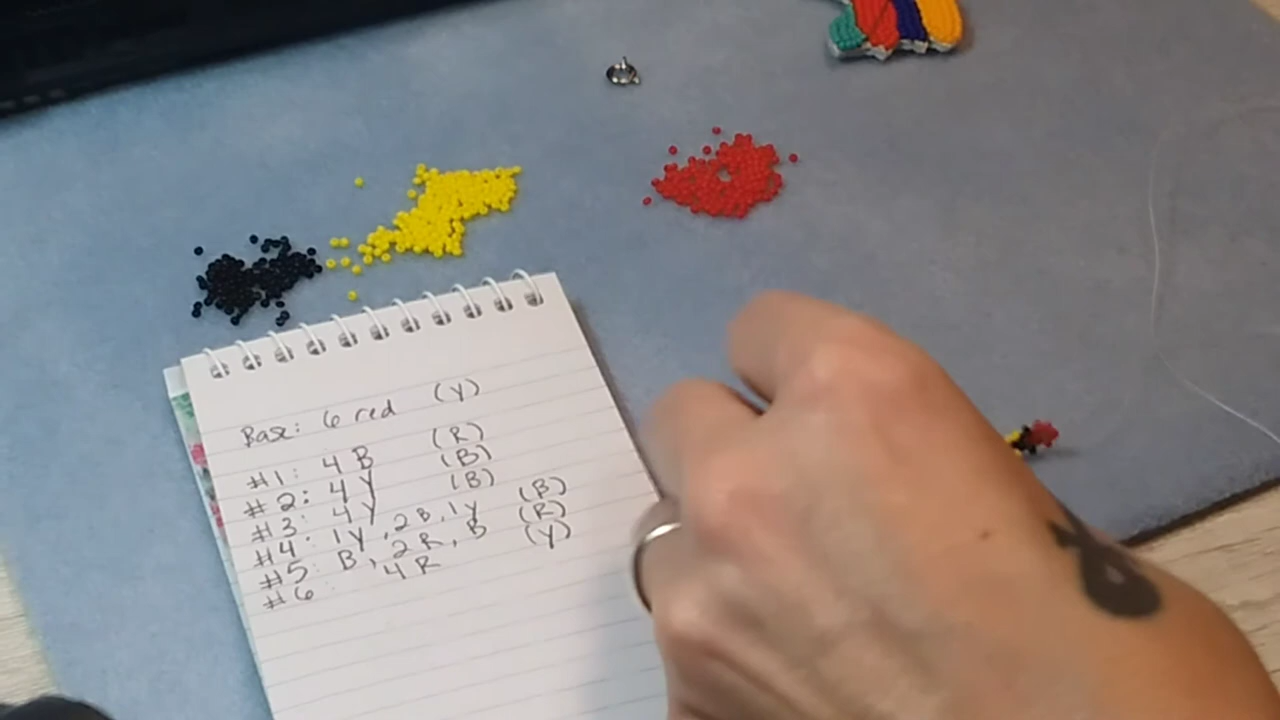 Base: 6 red (Y)
#1: 4 B (R)
#2: 4 Y (B)
#3: 4 Y (B)
#4: 1Y, 2B, 1Y (B)
#5: B, 2R, B (R)
#6 4 R (Y)